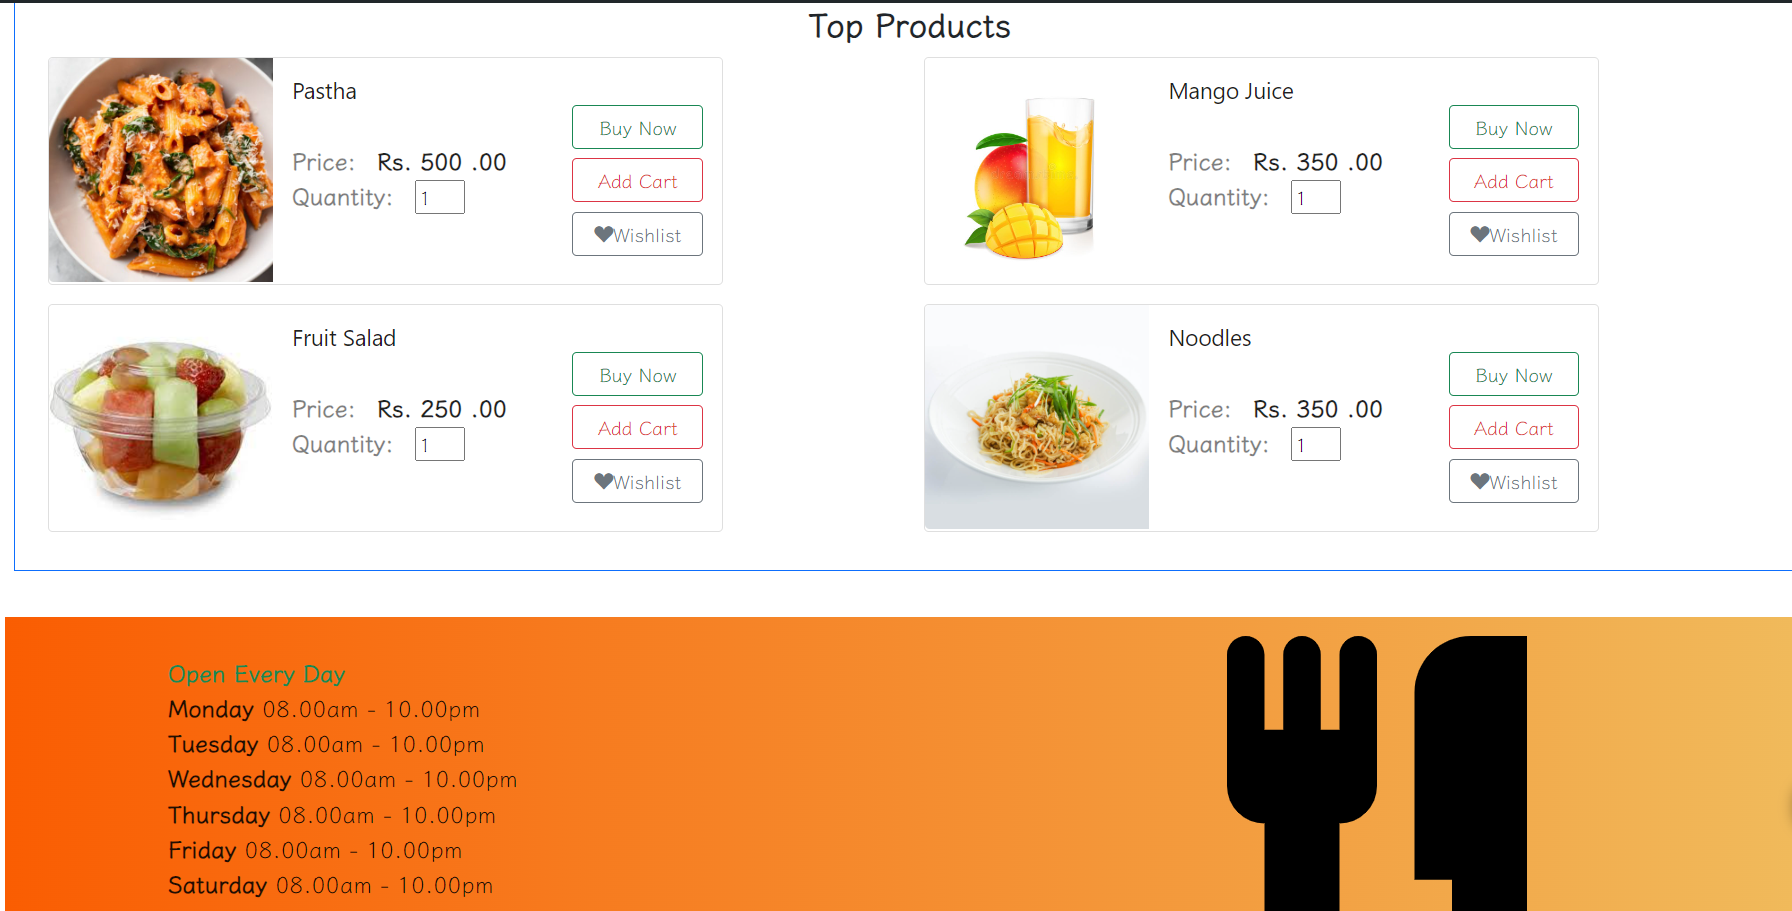 Top Products
Pastha
Price: Rs. 500 .00
Quantity: 1
Buy Now
Add Cart
Wishlist
Mango Juice
Price: Rs. 350 .00
Quantity: 1
Buy Now
Add Cart
Wishlist
Fruit Salad
Price: Rs. 250 .00
Quantity: 1
Buy Now
Add Cart
Wishlist
Noodles
Price: Rs. 350 .00
Quantity: 1
Buy Now
Add Cart
Wishlist
Open Every Day
Monday 08.00am - 10.00pm
Tuesday 08.00am - 10.00pm
Wednesday 08.00am - 10.00pm
Thursday 08.00am - 10.00pm
Friday 08.00am - 10.00pm
Saturday 08.00am - 10.00pm